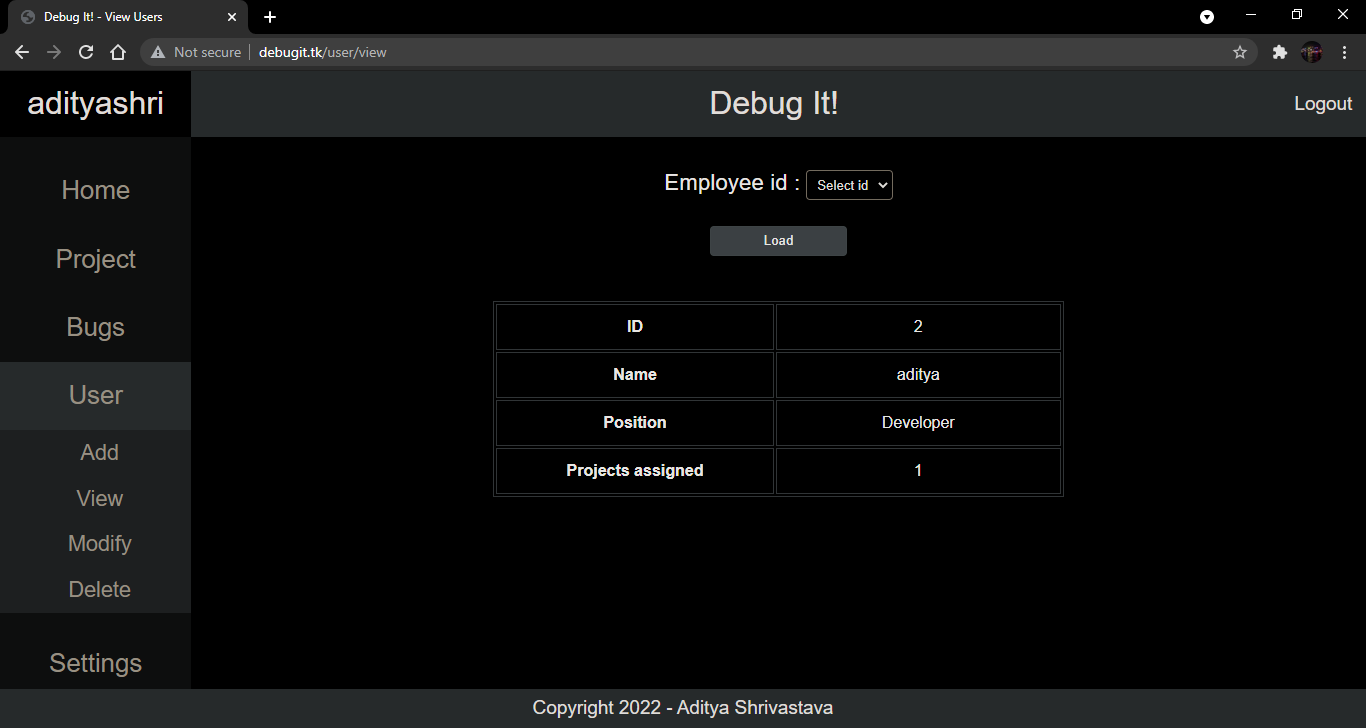 Debug It! - View Users
Not secure debugit.tk/user/view
adityashri
Debug It!
Logout
Home
Project
Bugs
User
Add
View
Modify
Delete
Settings
Employee id : Select id
Load
ID 2
Name aditya
Position Developer
Projects assigned 1
Copyright 2022 - Aditya Shrivastava